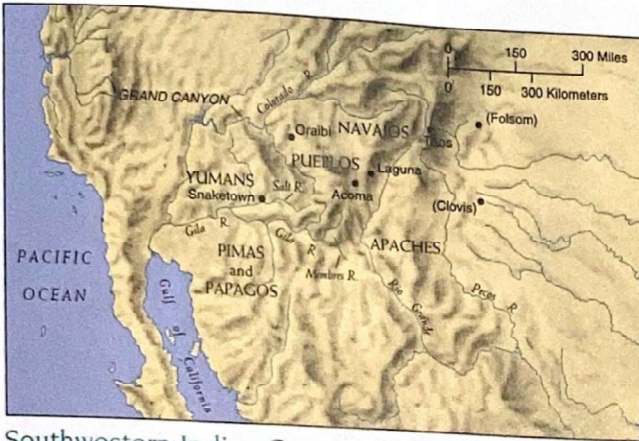 0 150 300 Miles
0 150 300 Kilometers
GRAND CANYON
Colorado R.
(Folsom)
Oraibi
NAVAJOS
Taos
PUEBLOS
Laguna
YUMANS
Salt R.
Acoma
Snaketown
(Clovis)
Gila R.
Gila R
APACHES
PIMAS
and
PAPAGOS
Mimbres R.
PACIFIC
OCEAN
Gulf of California
Rio Grande
Pecos R.
Southwestern